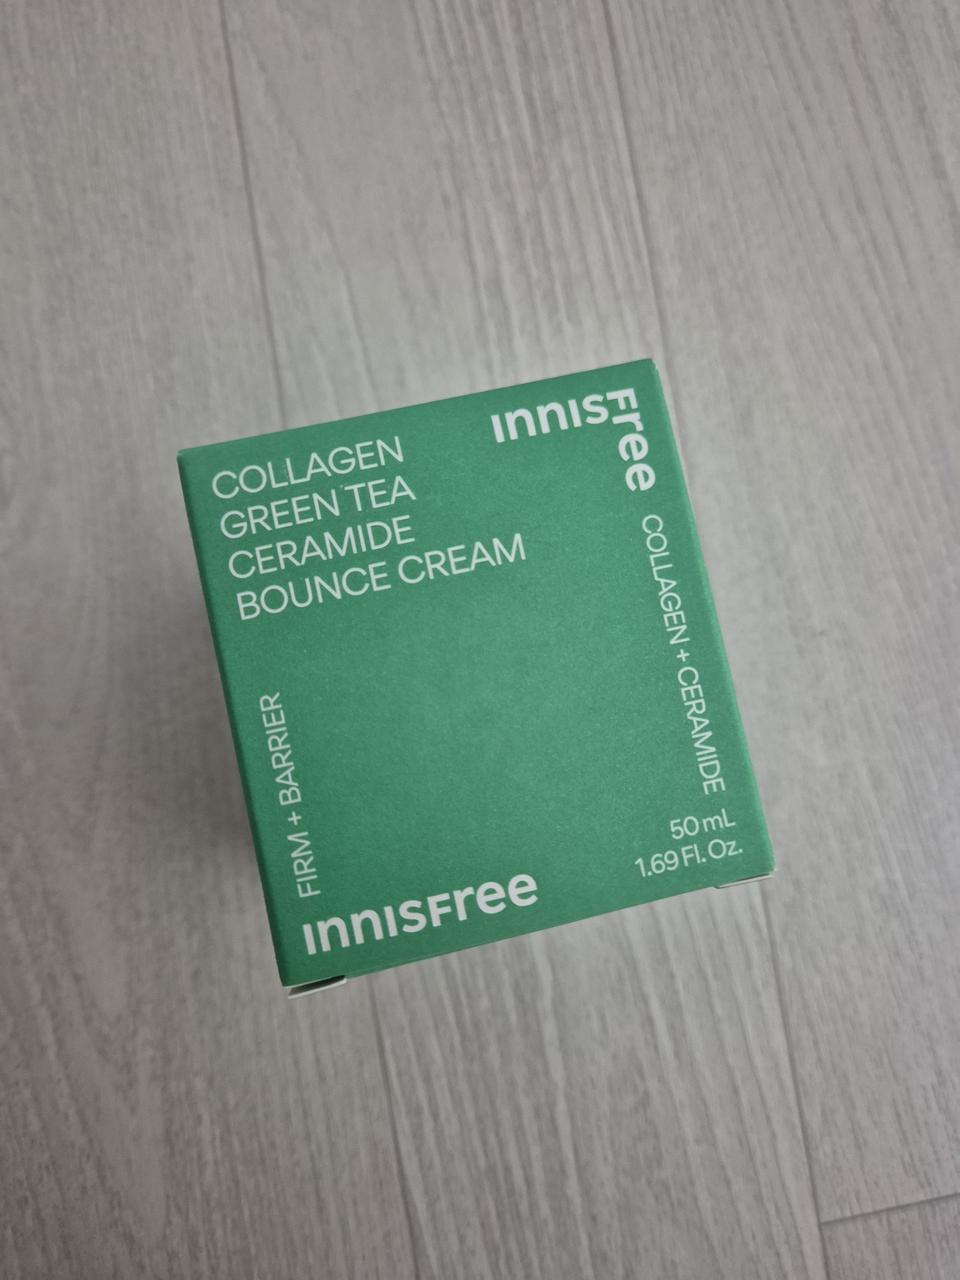 COLLAGEN
GREEN TEA
CERAMIDE
BOUNCE CREAM
innisFree
COLLAGEN + CERAMIDE
FIRM + BARRIER
50 mL
1.69 Fl. Oz.
innisFree